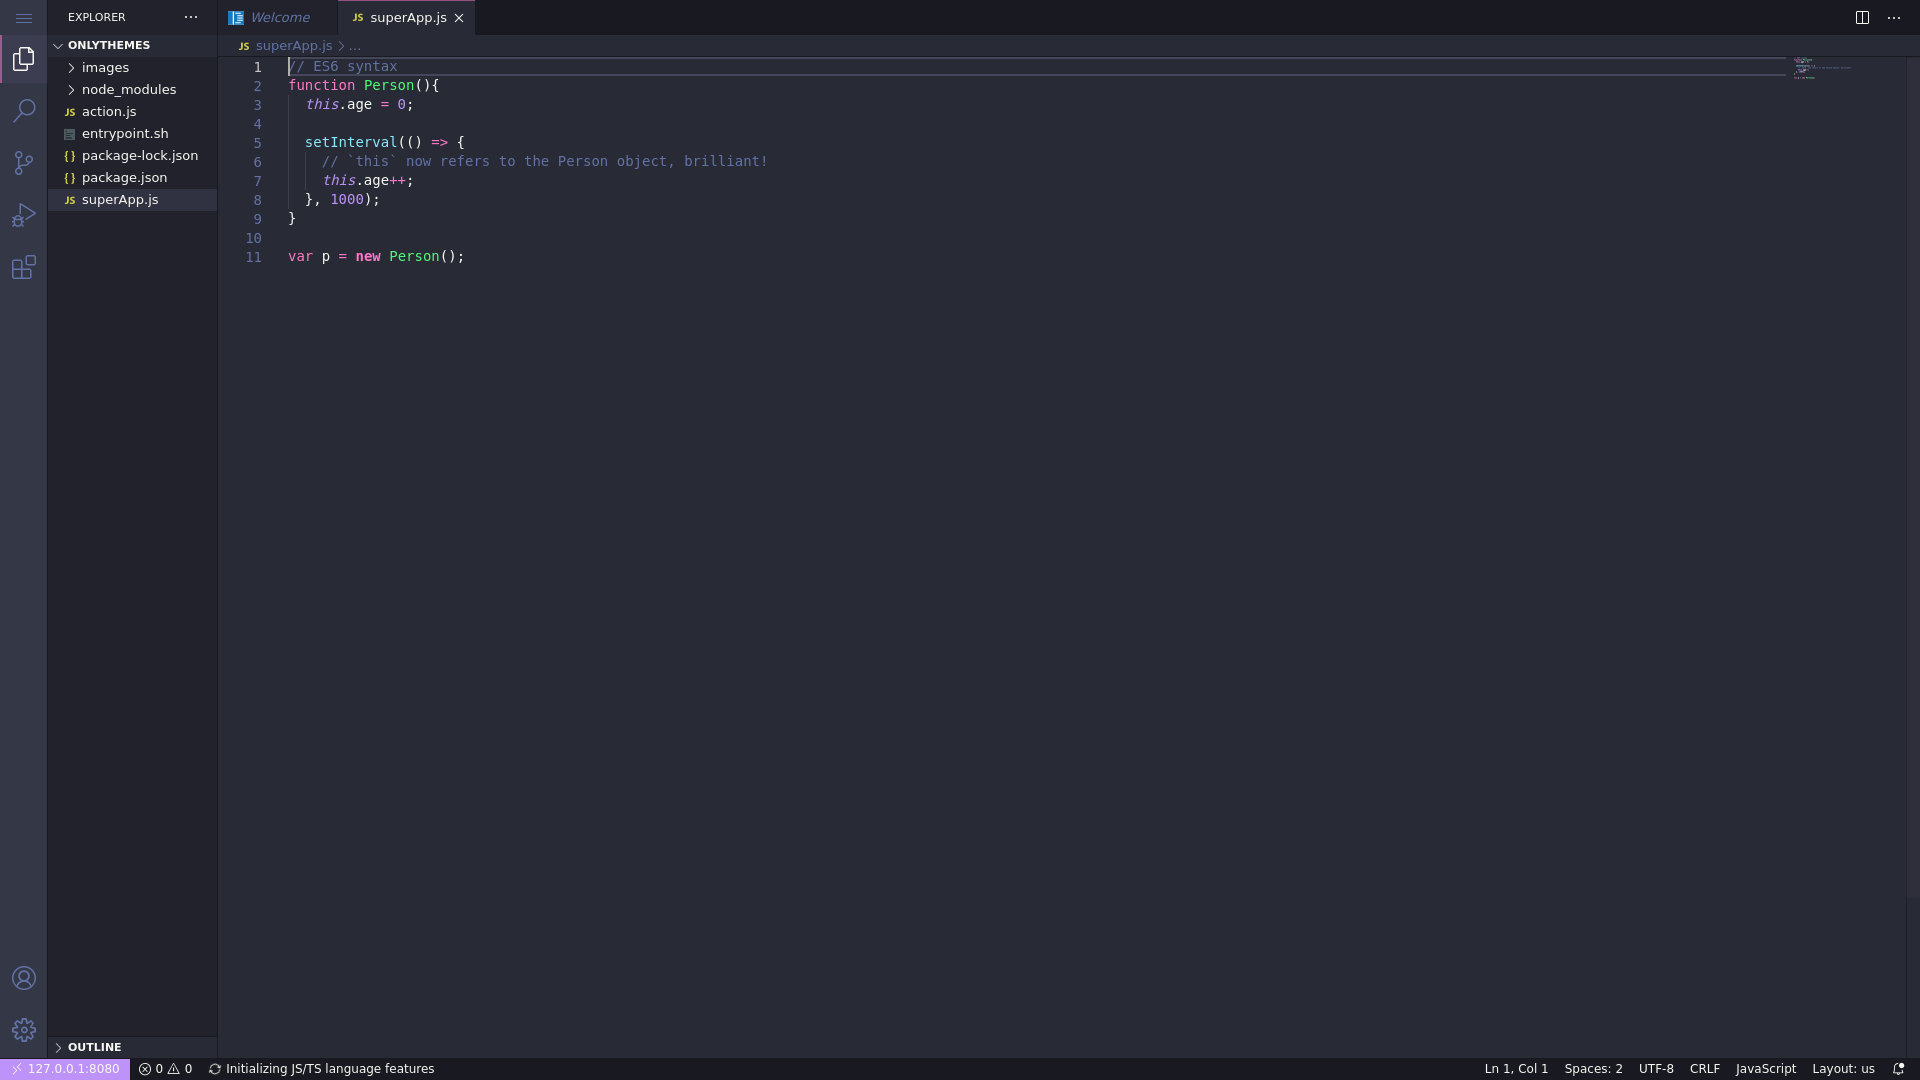 EXPLORER
ONLYTHEMES
images
node_modules
JS action.js
entrypoint.sh
{} package-lock.json
{} package.json
JS superApp.js
OUTLINE
Welcome
JS superApp.js
JS superApp.js > ...
1 // ES6 syntax
2 function Person(){
3 this.age = 0;
4
5 setInterval(() => {
6 // `this` now refers to the Person object, brilliant!
7 this.age++;
8 }, 1000);
9 }
10
11 var p = new Person();
127.0.0.1:8080 0 0 Initializing JS/TS language features Ln 1, Col 1 Spaces: 2 UTF-8 CRLF JavaScript Layout: us